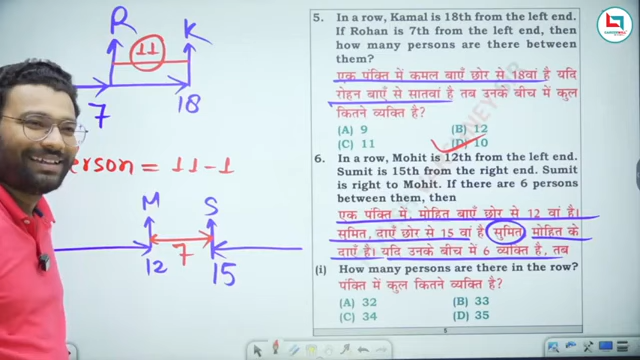 R
K
11
7
18
erson = 11-1
M
S
7
12
15
5. In a row, Kamal is 18th from the left end.
If Rohan is 7th from the left end, then
how many persons are there between
them?
एक पंक्ति में कमल बाएँ छोर से 18वां है यदि
रोहन बाएँ से सातवां है तब उनके बीच में कुल
कितने व्यक्ति है?
(A) 9 (B) 12
(C) 11 (D) 10
6. In a row, Mohit is 12th from the left end.
Sumit is 15th from the right end. Sumit
is right to Mohit. If there are 6 persons
between them, then
एक पंक्ति में, मोहित बाएँ छोर से 12 वां है।
सुमित, दाएँ छोर से 15 वां है सुमित, मोहित के
दाएँ है। यदि उनके बीच में 6 व्यक्ति है, तब
(i) How many persons are there in the row?
पंक्ति में कुल कितने व्यक्ति है?
(A) 32 (B) 33
(C) 34 (D) 35